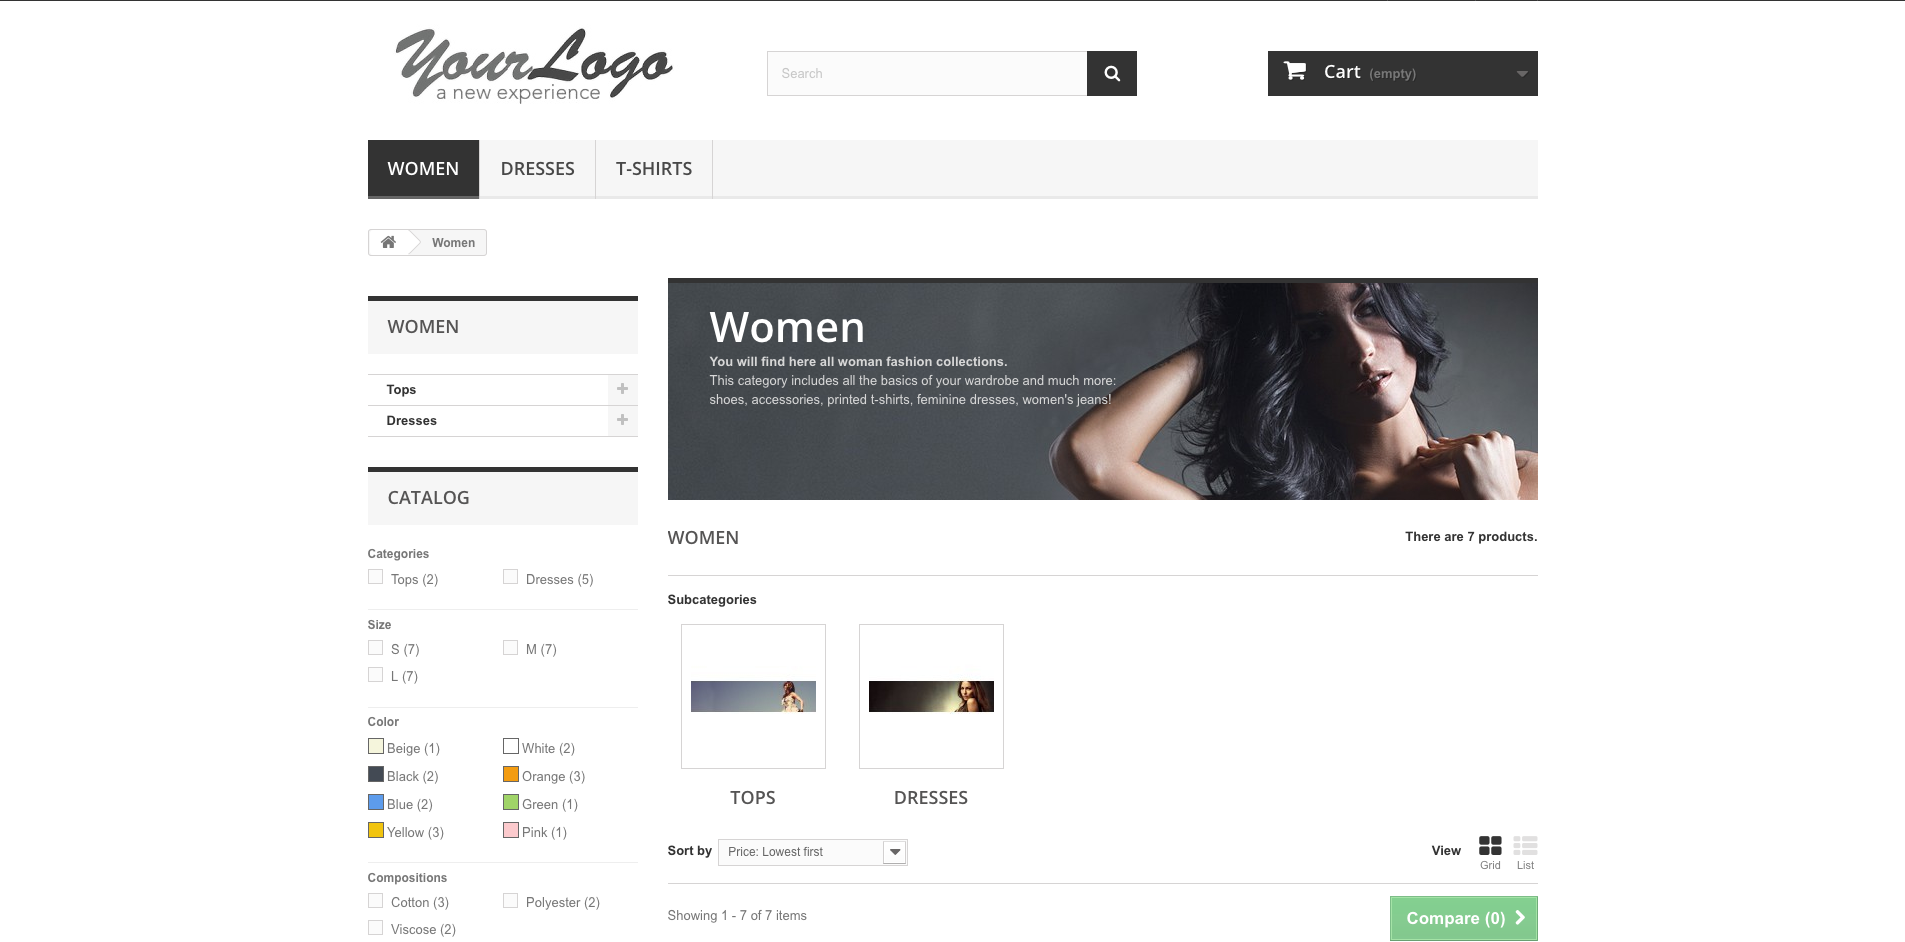 YourLogo
a new experience
Search
Cart (empty)
WOMEN DRESSES T-SHIRTS
Women
WOMEN
Tops
Dresses
CATALOG
Categories
Tops (2) Dresses (5)
Size
S (7) M (7)
L (7)
Color
Beige (1) White (2)
Black (2) Orange (3)
Blue (2) Green (1)
Yellow (3) Pink (1)
Compositions
Cotton (3) Polyester (2)
Viscose (2)
Women
You will find here all woman fashion collections.
This category includes all the basics of your wardrobe and much more:
shoes, accessories, printed t-shirts, feminine dresses, women's jeans!
WOMEN There are 7 products.
Subcategories
TOPS DRESSES
Sort by Price: Lowest first View Grid List
Showing 1 - 7 of 7 items Compare (0)